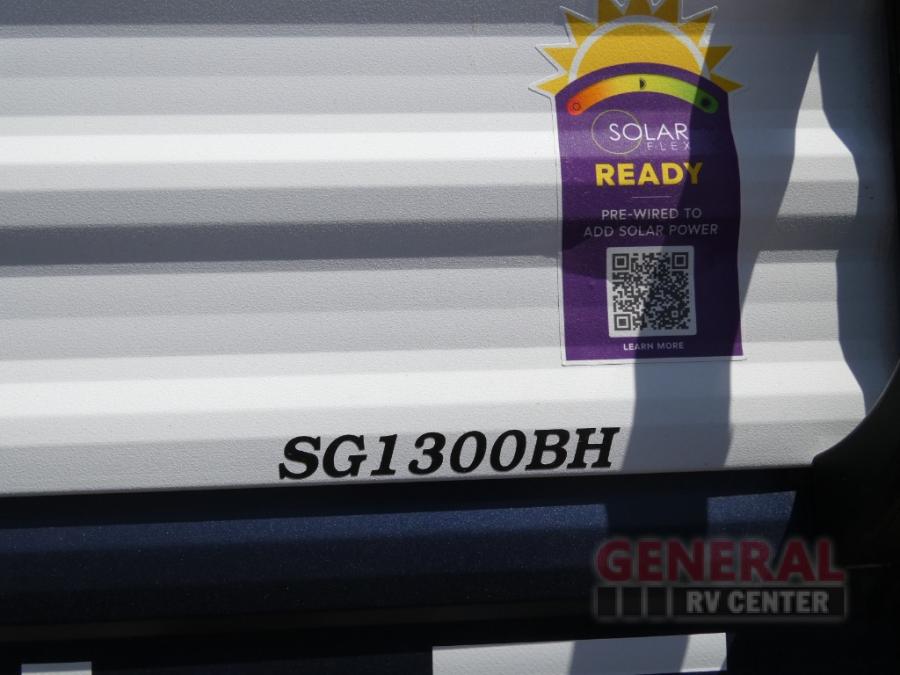 SOLAR
FLEX
READY
PRE-WIRED TO
ADD SOLAR POWER
LEARN MORE
SG1300BH
GENERAL
RV CENTER